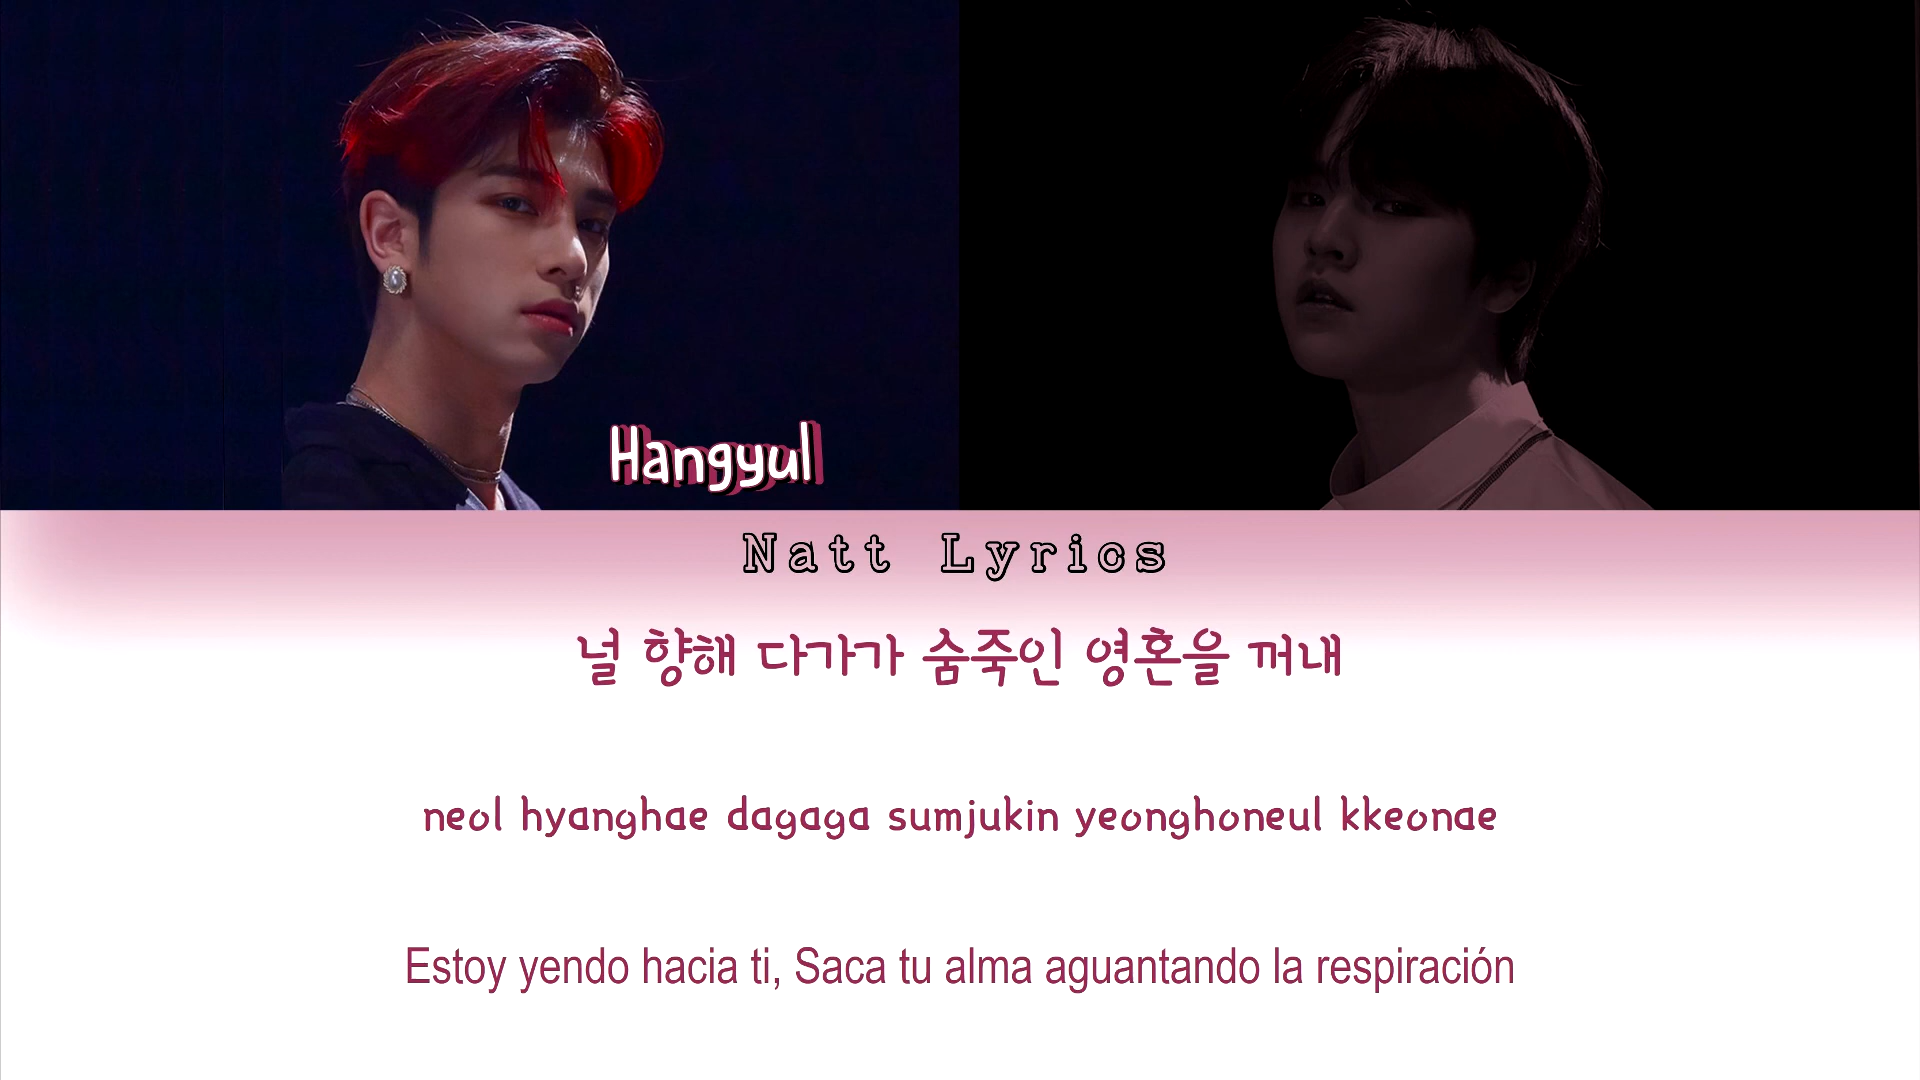 Hangyul
Natt Lyrics
널 향해 다가가 숨죽인 영혼을 꺼내
neol hyanghae dagaga sumjukin yeonghoneul kkeonae
Estoy yendo hacia ti, Saca tu alma aguantando la respiración